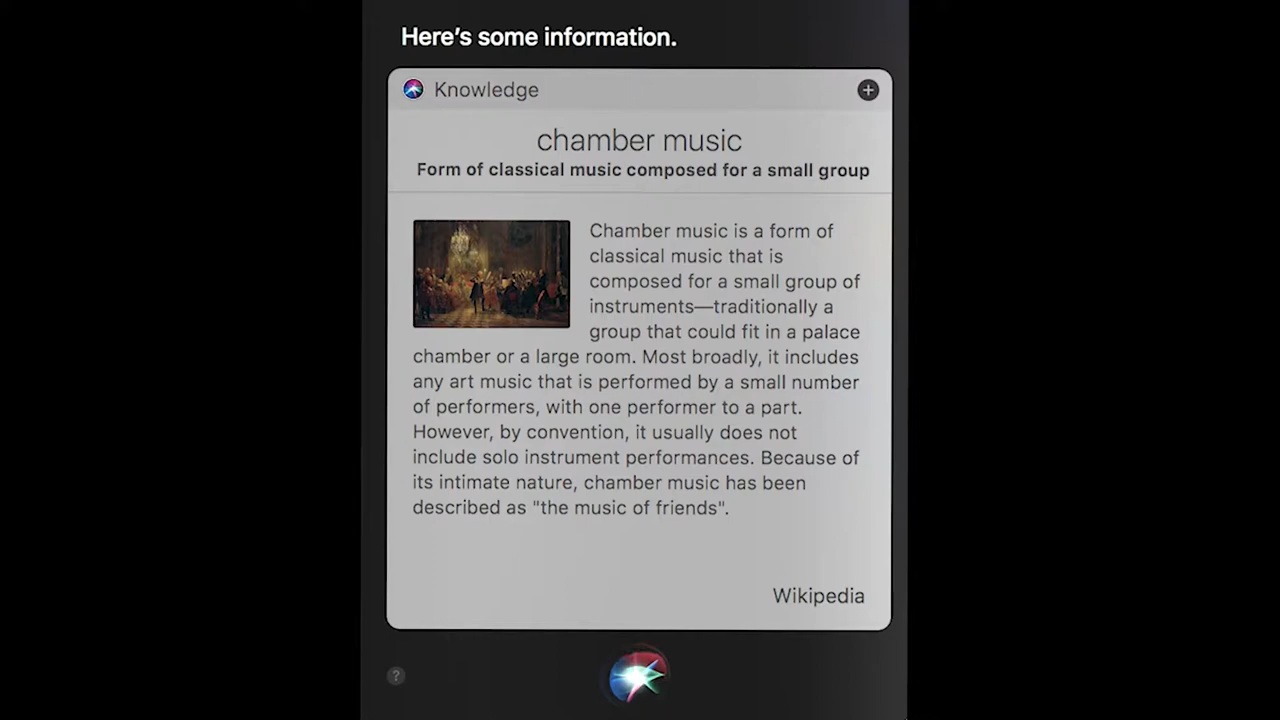 Here's some information.
Knowledge
chamber music
Form of classical music composed for a small group
Chamber music is a form of
classical music that is
composed for a small group of
instruments—traditionally a
group that could fit in a palace
chamber or a large room. Most broadly, it includes
any art music that is performed by a small number
of performers, with one performer to a part.
However, by convention, it usually does not
include solo instrument performances. Because of
its intimate nature, chamber music has been
described as "the music of friends".
Wikipedia
?